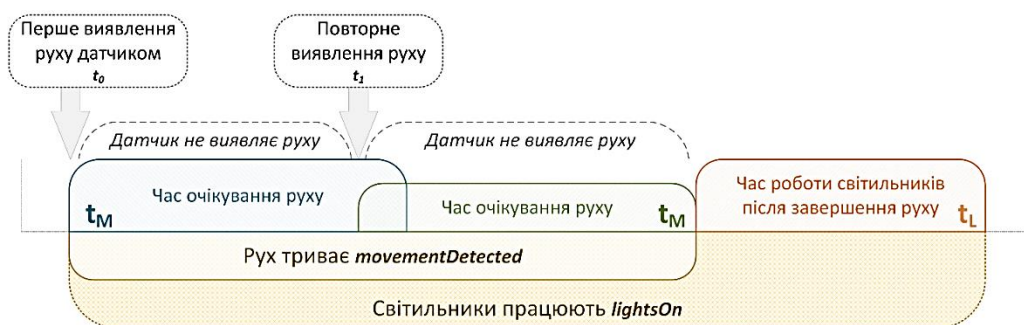 Перше виявлення
руху датчиком
t₀
Повторне
виявлення руху
t₁
Датчик не виявляє руху
Датчик не виявляє руху
Час очікування руху
tM
Час очікування руху
tM
Час роботи світильників
після завершення руху
tL
Рух триває movementDetected
Світильники працюють lightsOn